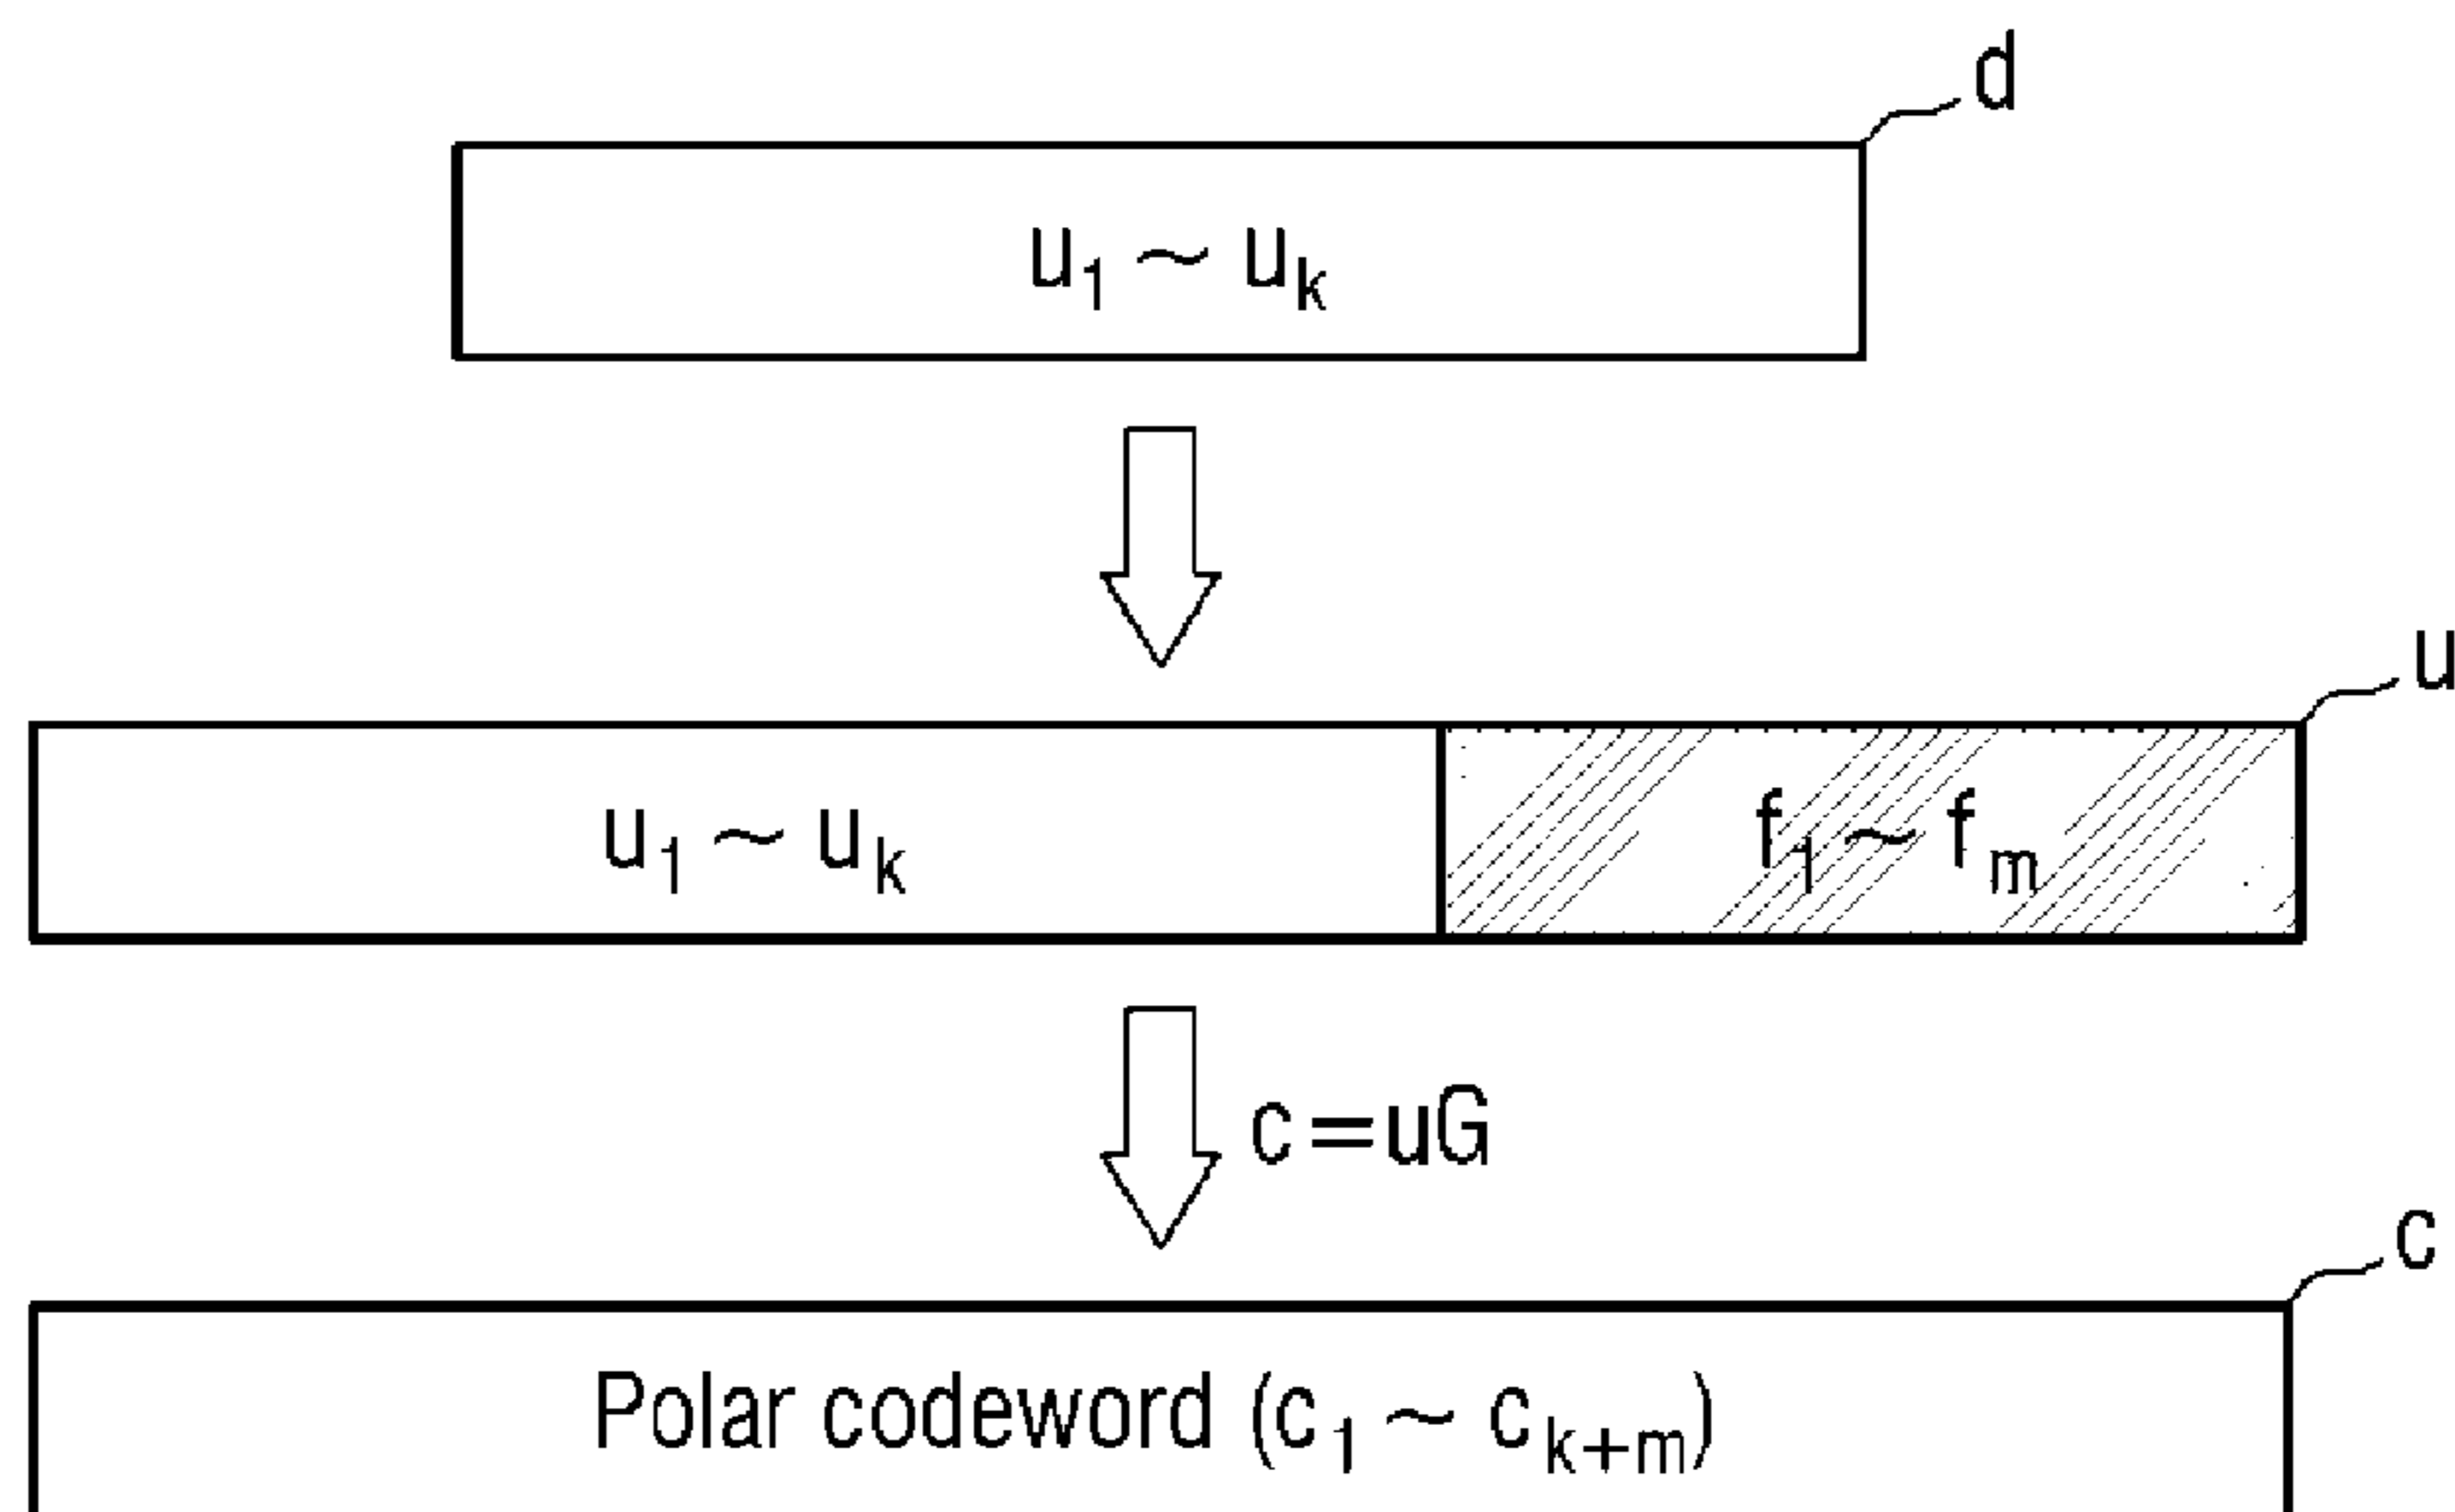 d
u₁ ~ uₖ
u
u₁ ~ uₖ
f₁ ~ fₘ
c=uG
c
Polar codeword (c₁ ~ cₖ₊ₘ)